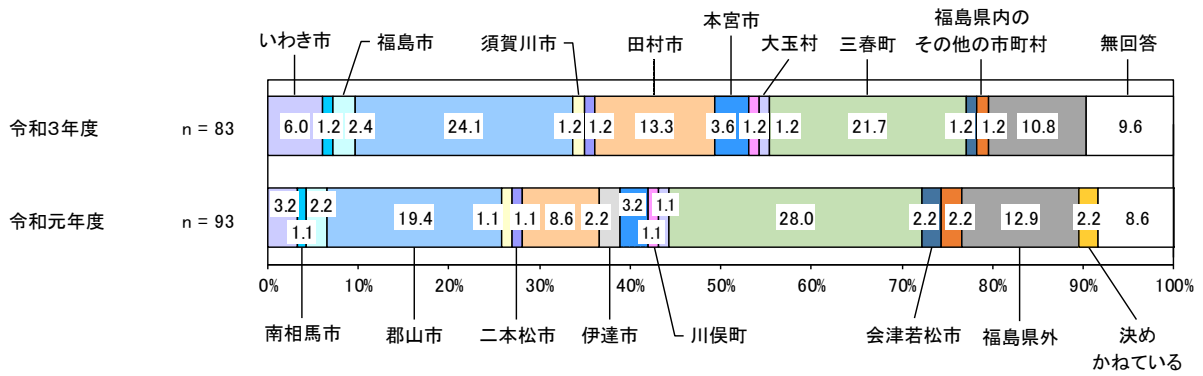 本宮市
福島県内の
いわき市 福島市 須賀川市 田村市 大玉村 三春町 その他の市町村 無回答
令和3年度 n = 83 6.0 1.2 2.4 24.1 1.2 1.2 13.3 3.6 1.2 1.2 21.7 1.2 1.2 10.8 9.6
令和元年度 n = 93 3.2 1.1 2.2 19.4 1.1 1.1 8.6 2.2 3.2 1.1 1.1 28.0 2.2 2.2 12.9 2.2 8.6
0% 10% 20% 30% 40% 50% 60% 70% 80% 90% 100%
南相馬市 郡山市 二本松市 伊達市 川俣町 会津若松市 福島県外 決め
かねている